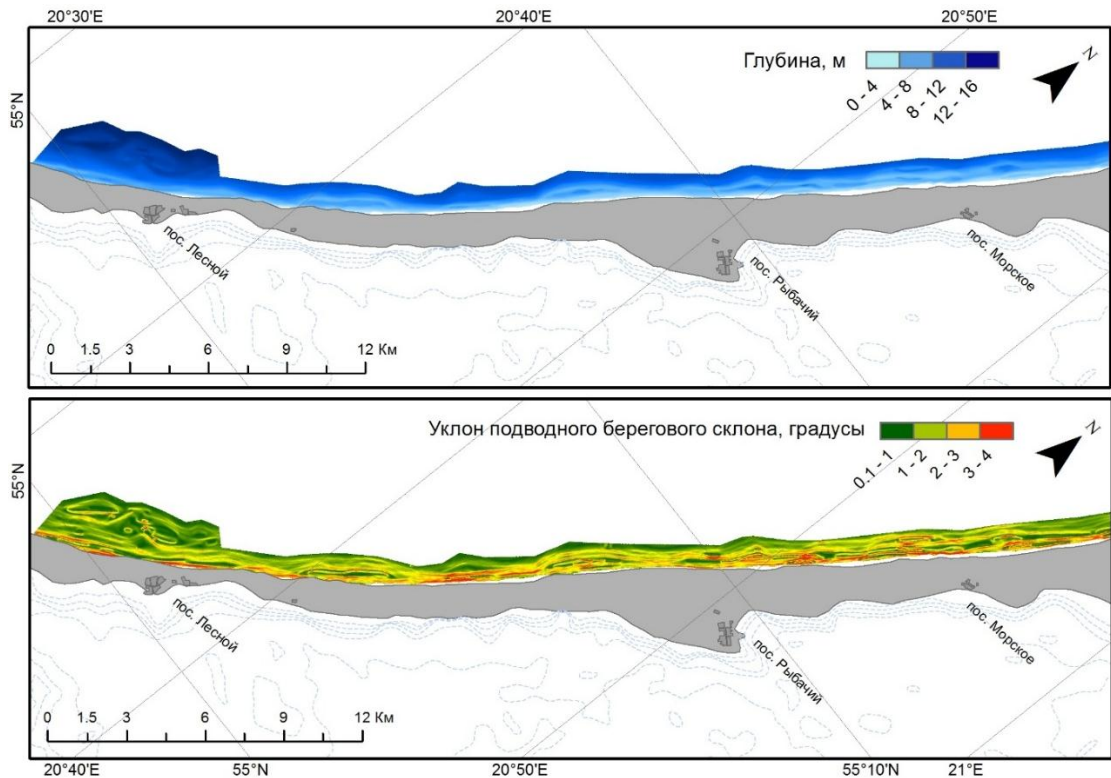 20°30'E 20°40'E 20°50'E
Глубина, м
0 - 4
4 - 8
8 - 12
12 - 16
N
55°N
пос. Лесной
пос. Рыбачий
пос. Морское
0 1.5 3 6 9 12 Км
Уклон подводного берегового склона, градусы
0.1 - 1
1 - 2
2 - 3
3 - 4
N
55°N
пос. Лесной
пос. Рыбачий
пос. Морское
0 1.5 3 6 9 12 Км
20°40'E 55°N 20°50'E 55°10'N 21°E